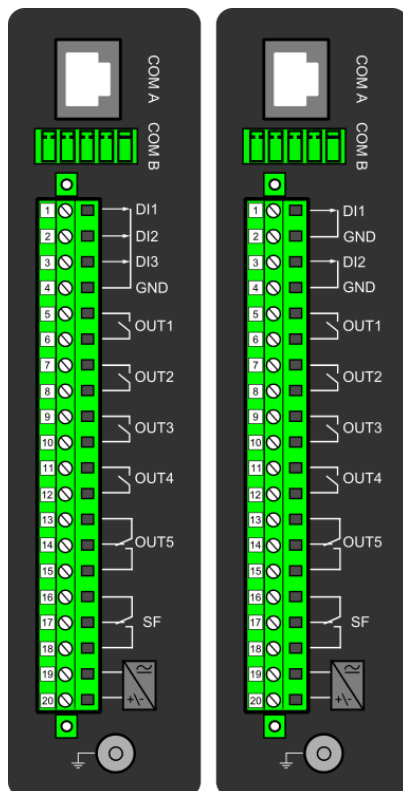 COM A
COM B
1 DI1
2 DI2
3 DI3
4 GND
5
OUT1
6
7
OUT2
8
9
OUT3
10
11
OUT4
12
13
14 OUT5
15
16
17 SF
18
19
20 +/-
COM A
COM B
1 DI1
2 GND
3 DI2
4 GND
5
OUT1
6
7
OUT2
8
9
OUT3
10
11
OUT4
12
13
14 OUT5
15
16
17 SF
18
19
20 +/-